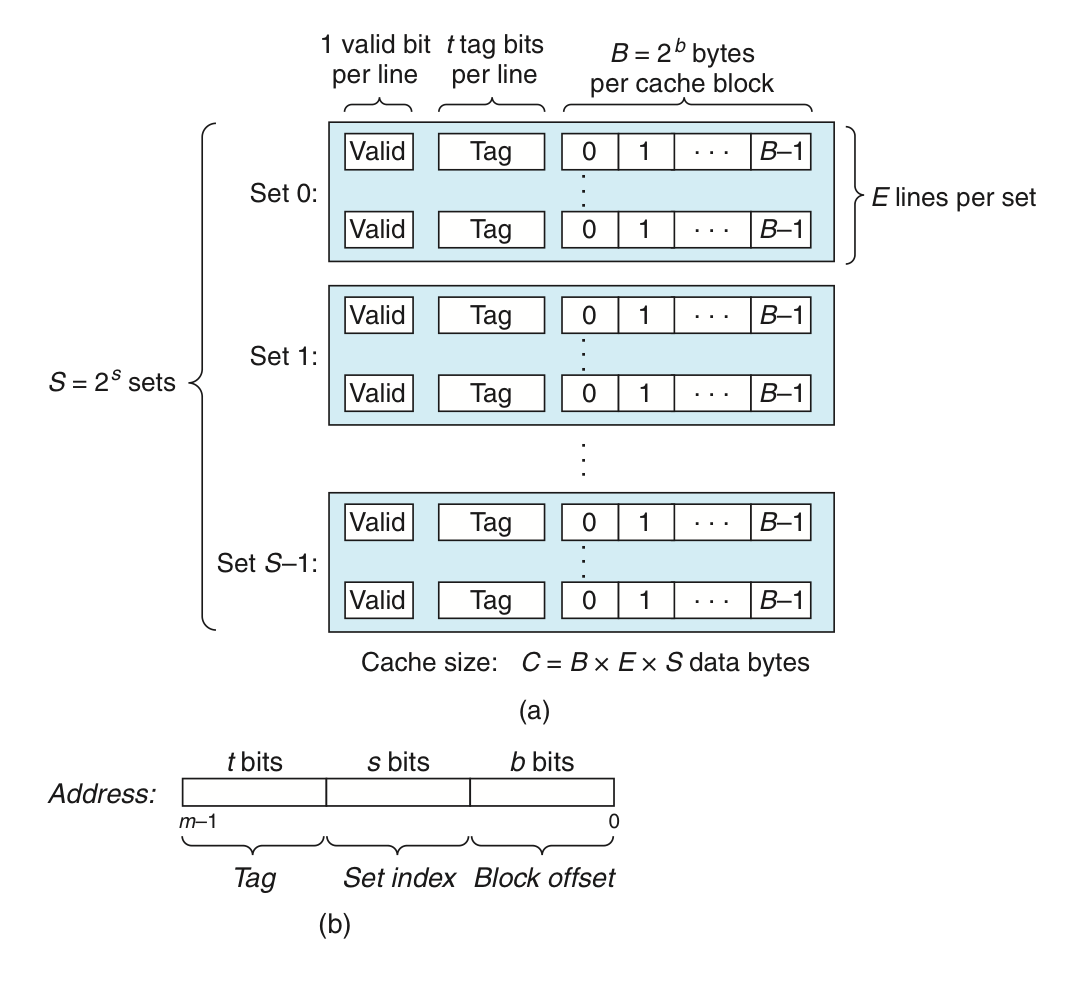 1 valid bit per line
t tag bits per line
B = 2^b bytes per cache block
Valid Tag 0 1 · · · B–1
Set 0:
E lines per set
Valid Tag 0 1 · · · B–1
Valid Tag 0 1 · · · B–1
Set 1:
Valid Tag 0 1 · · · B–1
S = 2^s sets
Valid Tag 0 1 · · · B–1
Set S–1:
Valid Tag 0 1 · · · B–1
Cache size: C = B × E × S data bytes
(a)
t bits s bits b bits
Address:
m–1 0
Tag Set index Block offset
(b)